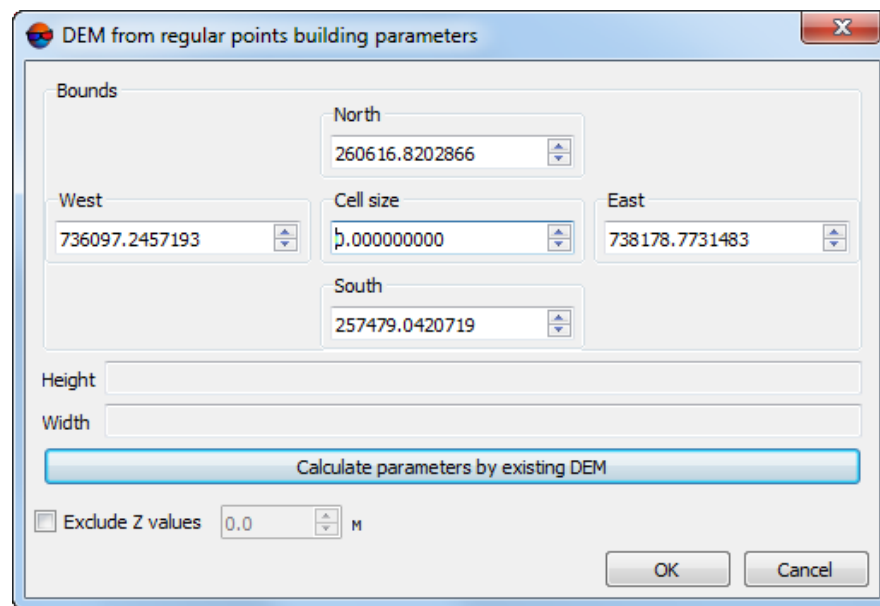 DEM from regular points building parameters
Bounds
North
260616.8202866
West
Cell size
East
736097.2457193
0.000000000
738178.7731483
South
257479.0420719
Height
Width
Calculate parameters by existing DEM
Exclude Z values 0.0 м
OK Cancel